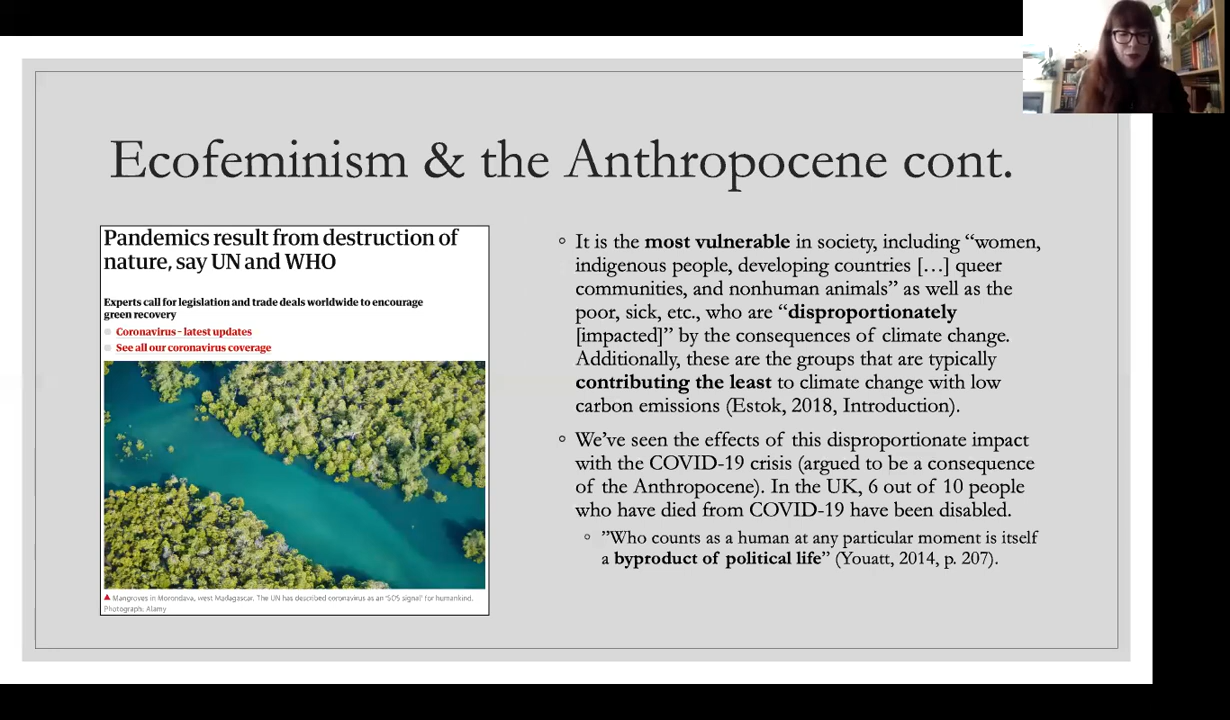 Ecofeminism & the Anthropocene cont.
Pandemics result from destruction of
nature, say UN and WHO
Experts call for legislation and trade deals worldwide to encourage
green recovery
Coronavirus – latest updates
See all our coronavirus coverage
Mangroves in Morondava, west Madagascar. The UN has described coronavirus as an ‘SOS signal’ for humankind.
Photograph: Alamy
It is the most vulnerable in society, including “women,
indigenous people, developing countries […] queer
communities, and nonhuman animals” as well as the
poor, sick, etc., who are “disproportionately
[impacted]” by the consequences of climate change.
Additionally, these are the groups that are typically
contributing the least to climate change with low
carbon emissions (Estok, 2018, Introduction).
We’ve seen the effects of this disproportionate impact
with the COVID-19 crisis (argued to be a consequence
of the Anthropocene). In the UK, 6 out of 10 people
who have died from COVID-19 have been disabled.
”Who counts as a human at any particular moment is itself
a byproduct of political life” (Youatt, 2014, p. 207).